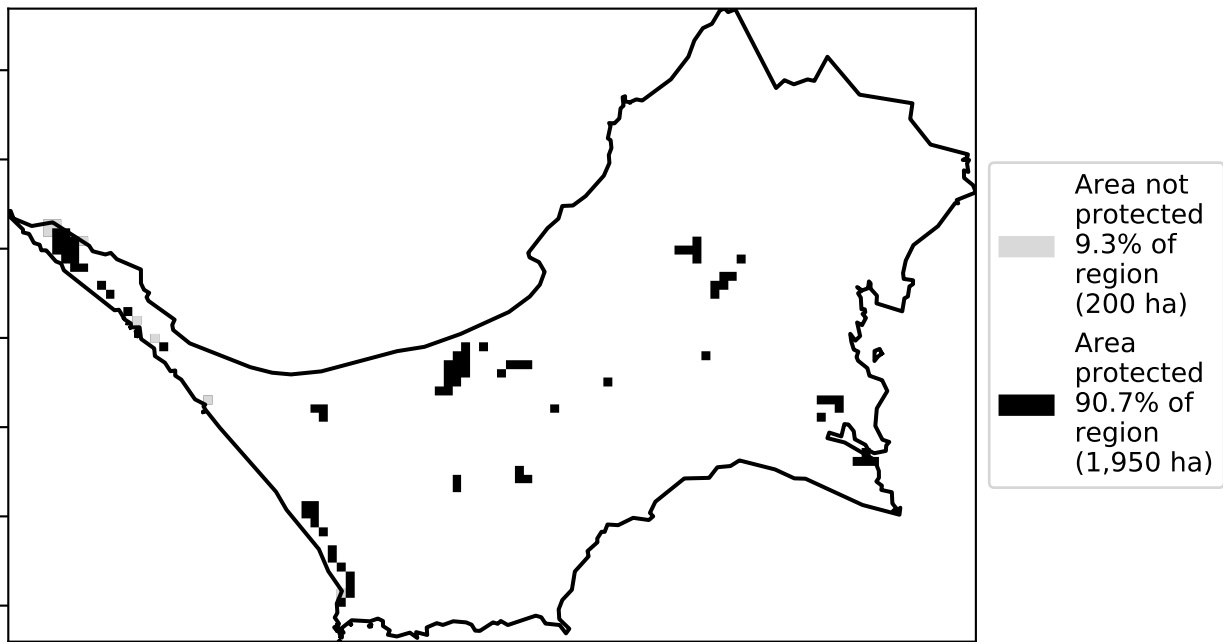 Area not
protected
9.3% of
region
(200 ha)
Area
protected
90.7% of
region
(1,950 ha)